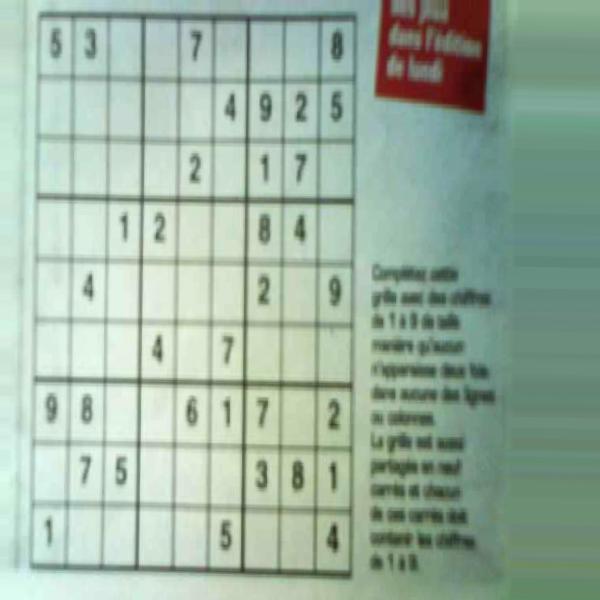 des plus
dans l'édition
de lundi
5 3 7 8
4 9 2 5
2 1 7
1 2 8 4
4 2 9
4 7
9 8 6 1 7 2
7 5 3 8 1
1 5 4
Complétez cette
grille avec des chiffres
de 1 à 9 de telle
manière qu'aucun
n'apparaisse deux fois
dans aucune des lignes
ou colonnes.
La grille est aussi
partagée en neuf
carrés et chacun
de ces carrés doit
contenir les chiffres
de 1 à 9.